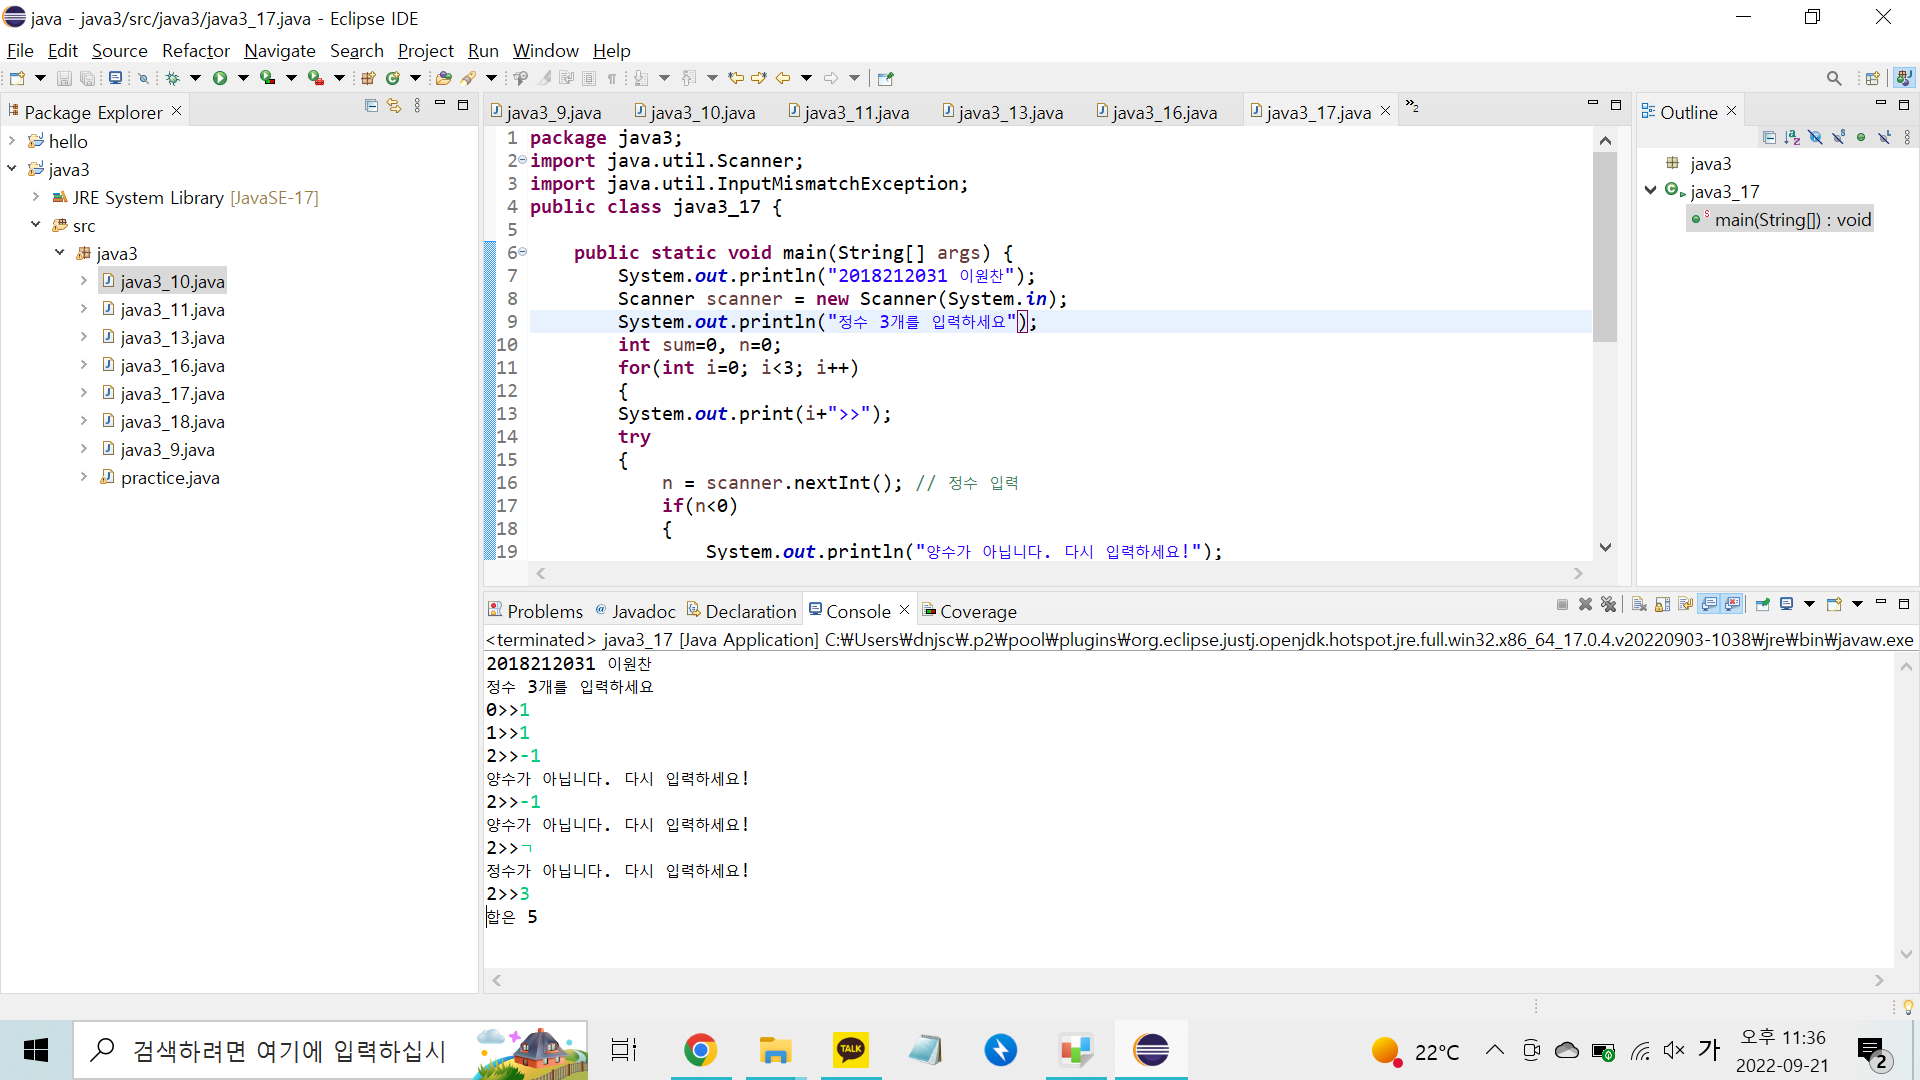 java - java3/src/java3/java3_17.java - Eclipse IDE
File Edit Source Refactor Navigate Search Project Run Window Help
Package Explorer
hello
java3
JRE System Library [JavaSE-17]
src
java3
java3_10.java
java3_11.java
java3_13.java
java3_16.java
java3_17.java
java3_18.java
java3_9.java
practice.java
java3_9.java java3_10.java java3_11.java java3_13.java java3_16.java java3_17.java »2
1 package java3;
2 import java.util.Scanner;
3 import java.util.InputMismatchException;
4 public class java3_17 {
5
6 public static void main(String[] args) {
7 System.out.println("2018212031 이원찬");
8 Scanner scanner = new Scanner(System.in);
9 System.out.println("정수 3개를 입력하세요");
10 int sum=0, n=0;
11 for(int i=0; i<3; i++)
12 {
13 System.out.print(i+">>");
14 try
15 {
16 n = scanner.nextInt(); // 정수 입력
17 if(n<0)
18 {
19 System.out.println("양수가 아닙니다. 다시 입력하세요!");
Outline
java3
java3_17
main(String[]) : void
Problems Javadoc Declaration Console Coverage
<terminated> java3_17 [Java Application] C:₩Users₩dnjsc₩.p2₩pool₩plugins₩org.eclipse.justj.openjdk.hotspot.jre.full.win32.x86_64_17.0.4.v20220903-1038₩jre₩bin₩javaw.exe
2018212031 이원찬
정수 3개를 입력하세요
0>>1
1>>1
2>>-1
양수가 아닙니다. 다시 입력하세요!
2>>-1
양수가 아닙니다. 다시 입력하세요!
2>>ㄱ
정수가 아닙니다. 다시 입력하세요!
2>>3
합은 5
검색하려면 여기에 입력하십시
TALK
22°C
가
오후 11:36
2022-09-21
2